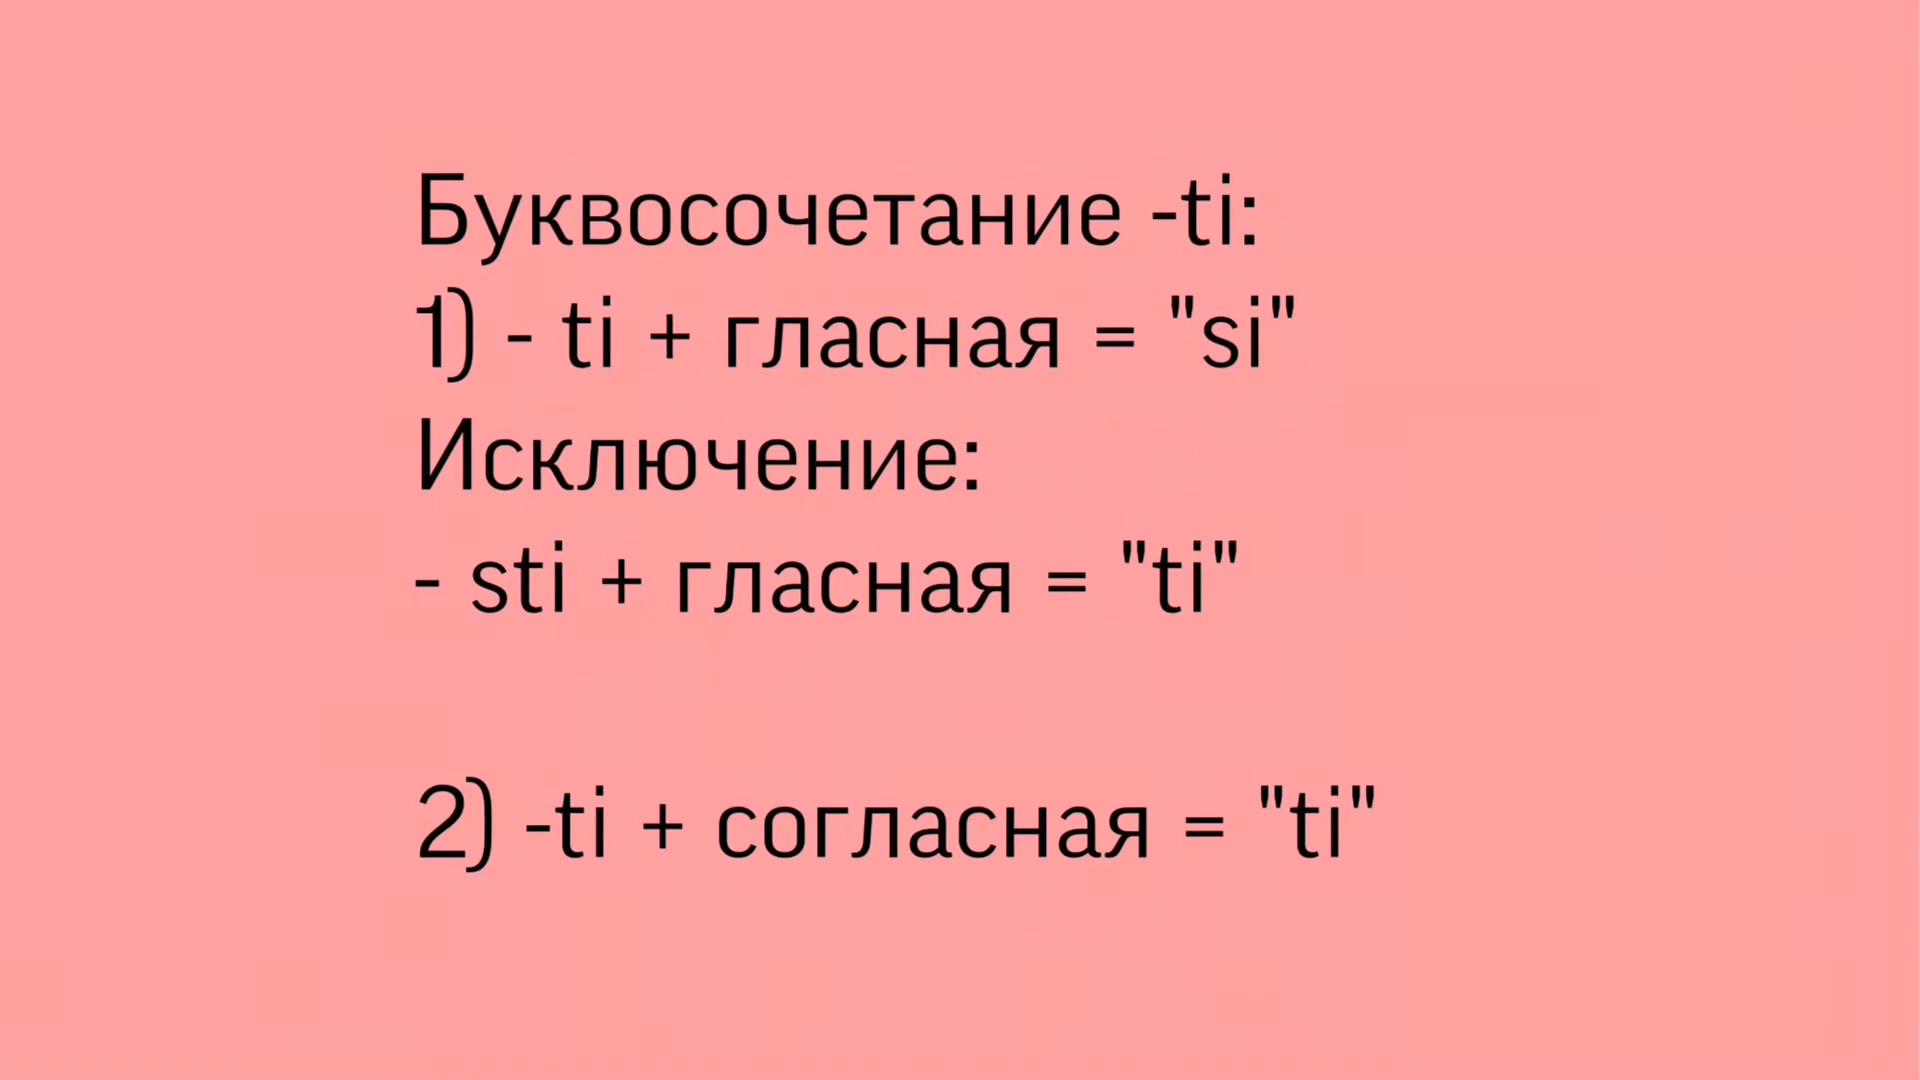 Буквосочетание -ti:
1) - ti + гласная = "si"
Исключение:
- sti + гласная = "ti"
2) -ti + согласная = "ti"